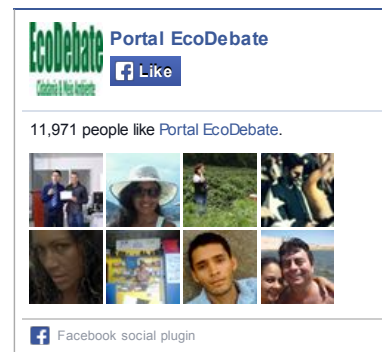 EcoDebate
Cidadania & Meio Ambiente
Portal EcoDebate
Like
11,971 people like Portal EcoDebate.
Facebook social plugin